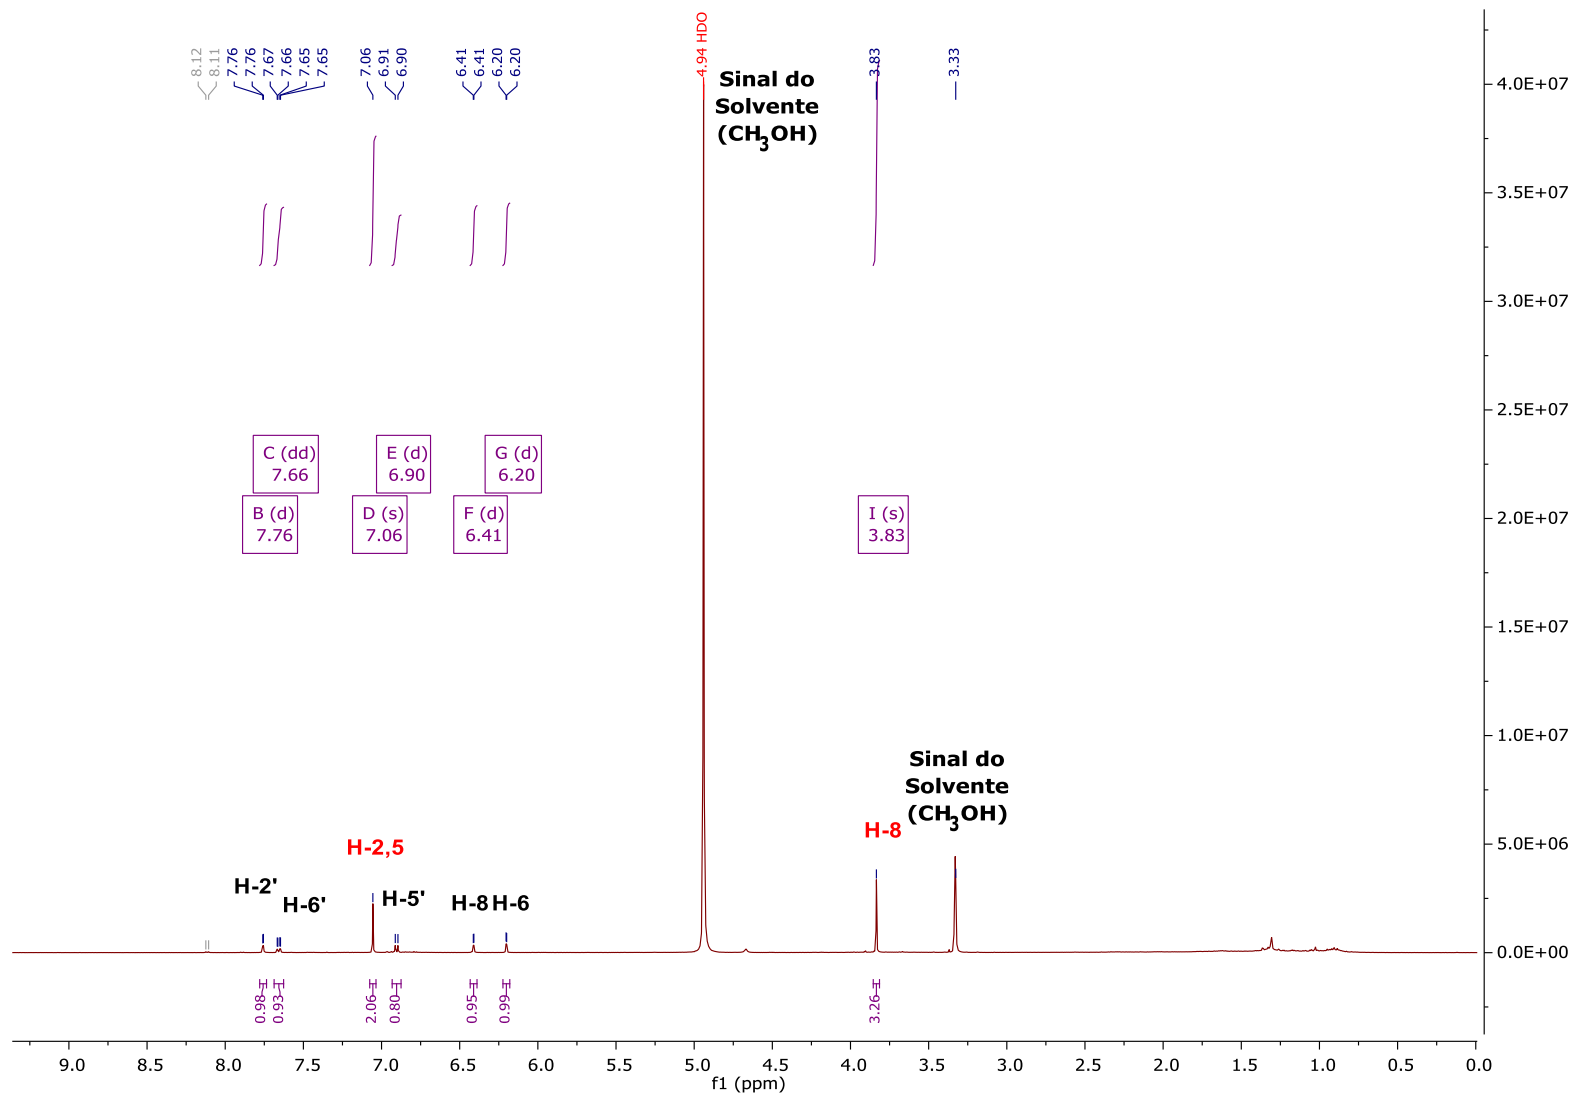 8.12
8.11
7.76
7.76
7.67
7.66
7.65
7.65
7.06
6.91
6.90
6.41
6.41
6.20
6.20
4.94 HDO
3.83
3.33
Sinal do
Solvente
(CH3OH)
4.0E+07
3.5E+07
3.0E+07
2.5E+07
2.0E+07
1.5E+07
1.0E+07
5.0E+06
0.0E+00
C (dd)
7.66
E (d)
6.90
G (d)
6.20
B (d)
7.76
D (s)
7.06
F (d)
6.41
I (s)
3.83
Sinal do
Solvente
(CH3OH)
H-8
H-2,5
H-2'
H-6'
H-5'
H-8
H-6
0.98
0.93
2.06
0.80
0.95
0.99
3.26
9.0 8.5 8.0 7.5 7.0 6.5 6.0 5.5 5.0 4.5 4.0 3.5 3.0 2.5 2.0 1.5 1.0 0.5 0.0
f1 (ppm)